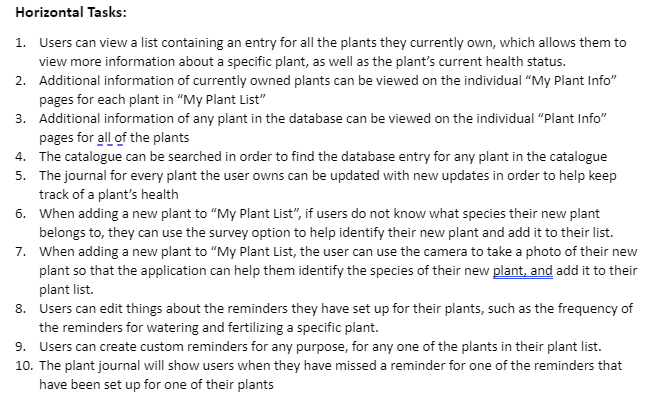 Horizontal Tasks:
1. Users can view a list containing an entry for all the plants they currently own, which allows them to
view more information about a specific plant, as well as the plant's current health status.
2. Additional information of currently owned plants can be viewed on the individual "My Plant Info"
pages for each plant in "My Plant List"
3. Additional information of any plant in the database can be viewed on the individual "Plant Info"
pages for all of the plants
4. The catalogue can be searched in order to find the database entry for any plant in the catalogue
5. The journal for every plant the user owns can be updated with new updates in order to help keep
track of a plant's health
6. When adding a new plant to "My Plant List", if users do not know what species their new plant
belongs to, they can use the survey option to help identify their new plant and add it to their list.
7. When adding a new plant to "My Plant List, the user can use the camera to take a photo of their new
plant so that the application can help them identify the species of their new plant, and add it to their
plant list.
8. Users can edit things about the reminders they have set up for their plants, such as the frequency of
the reminders for watering and fertilizing a specific plant.
9. Users can create custom reminders for any purpose, for any one of the plants in their plant list.
10. The plant journal will show users when they have missed a reminder for one of the reminders that
have been set up for one of their plants